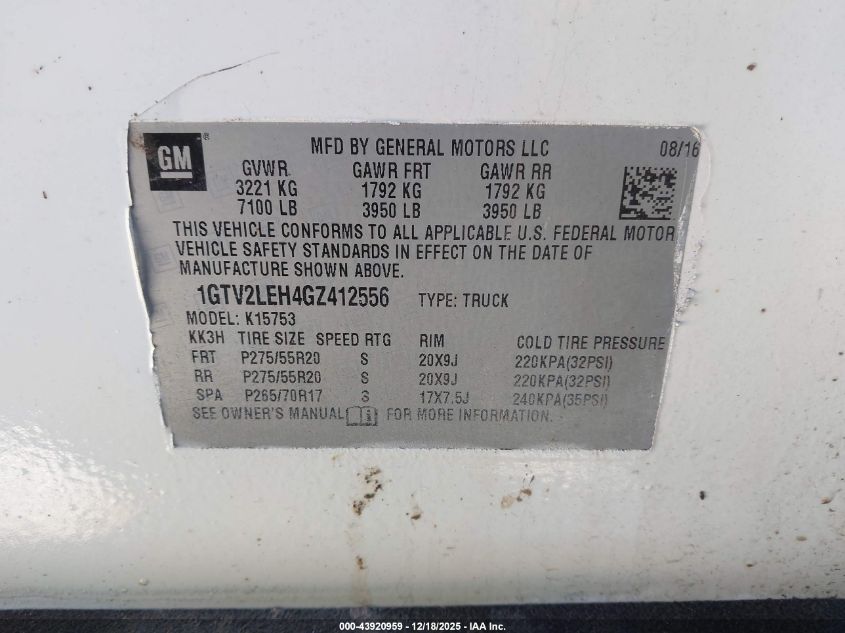 GM ®
MFD BY GENERAL MOTORS LLC 08/16
GVWR GAWR FRT GAWR RR
3221 KG 1792 KG 1792 KG
7100 LB 3950 LB 3950 LB
THIS VEHICLE CONFORMS TO ALL APPLICABLE U.S. FEDERAL MOTOR
VEHICLE SAFETY STANDARDS IN EFFECT ON THE DATE OF
MANUFACTURE SHOWN ABOVE.
1GTV2LEH4GZ412556 TYPE: TRUCK
MODEL: K15753
KK3H TIRE SIZE SPEED RTG RIM COLD TIRE PRESSURE
FRT P275/55R20 S 20X9J 220KPA(32PSI)
RR P275/55R20 S 20X9J 220KPA(32PSI)
SPA P265/70R17 S 17X7.5J 240KPA(35PSI)
SEE OWNER'S MANUAL FOR MORE INFORMATION.
000-43920959 - 12/18/2025 - IAA Inc.